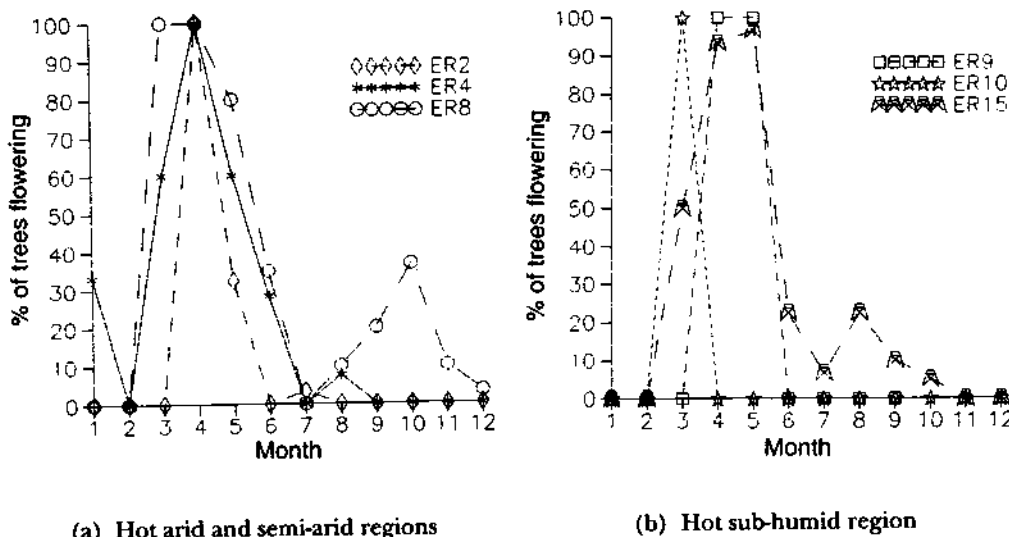 100
90
80
70
60
50
40
30
20
10
0
% of trees flowering
ER2
ER4
ER8
1 2 3 4 5 6 7 8 9 10 11 12
Month
(a) Hot arid and semi-arid regions
100
90
80
70
60
50
40
30
20
10
0
% of trees flowering
ER9
ER10
ER15
1 2 3 4 5 6 7 8 9 10 11 12
Month
(b) Hot sub-humid region